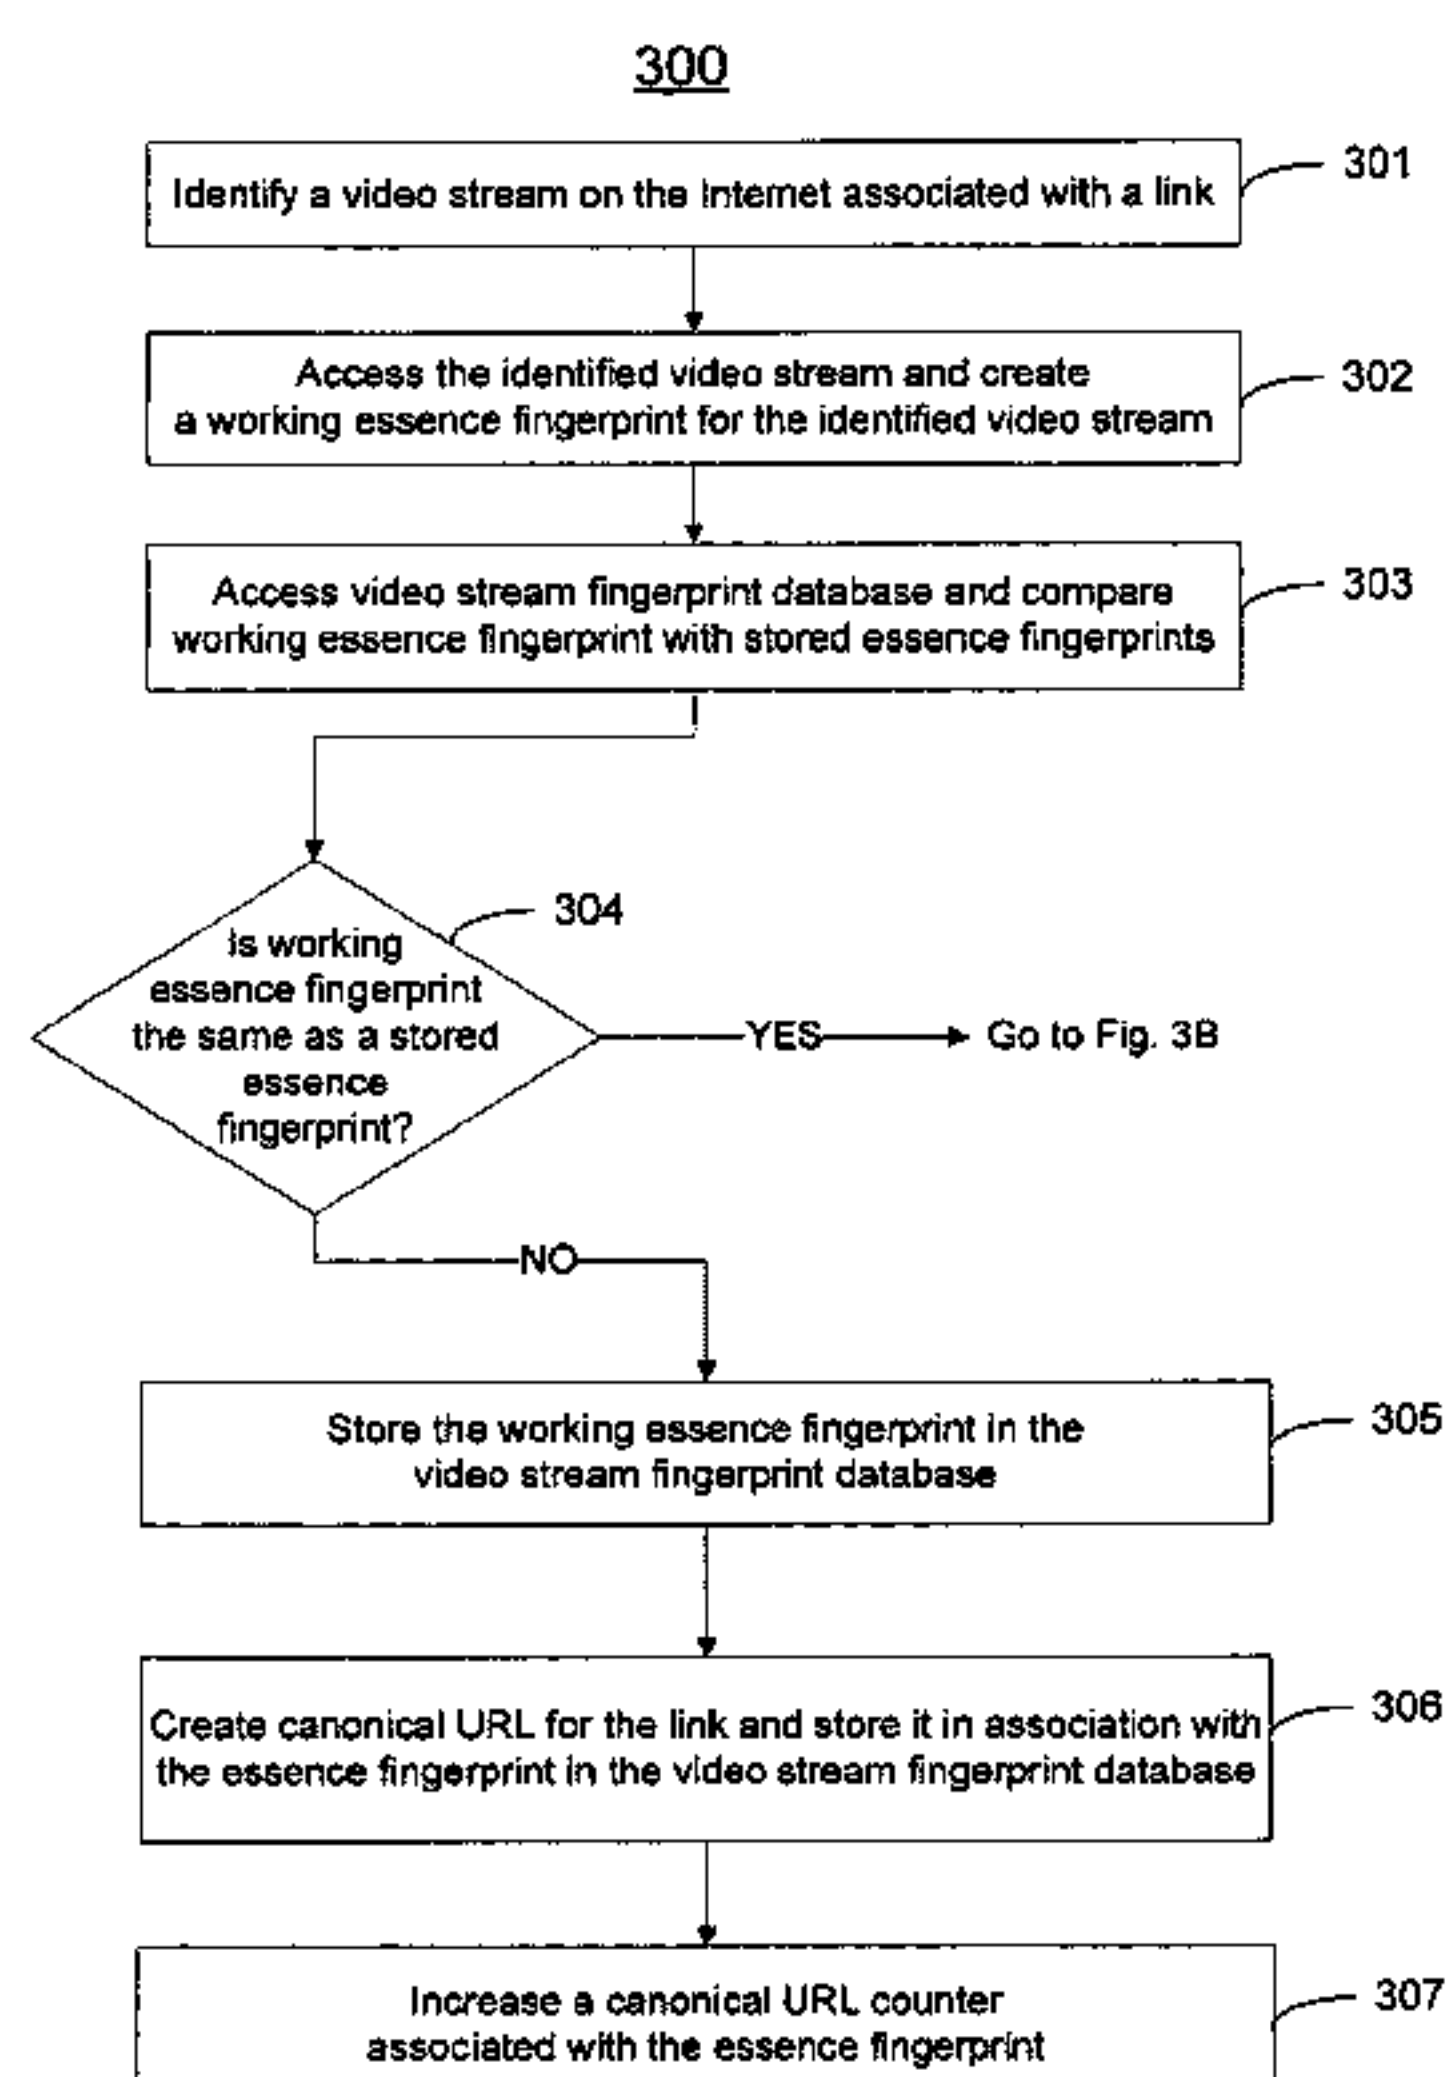 300
Identify a video stream on the Internet associated with a link
301
Access the identified video stream and create
a working essence fingerprint for the identified video stream
302
Access video stream fingerprint database and compare
working essence fingerprint with stored essence fingerprints
303
304
Is working
essence fingerprint
the same as a stored
essence
fingerprint?
YES
Go to Fig. 3B
NO
Store the working essence fingerprint in the
video stream fingerprint database
305
Create canonical URL for the link and store it in association with
the essence fingerprint in the video stream fingerprint database
306
Increase a canonical URL counter
associated with the essence fingerprint
307